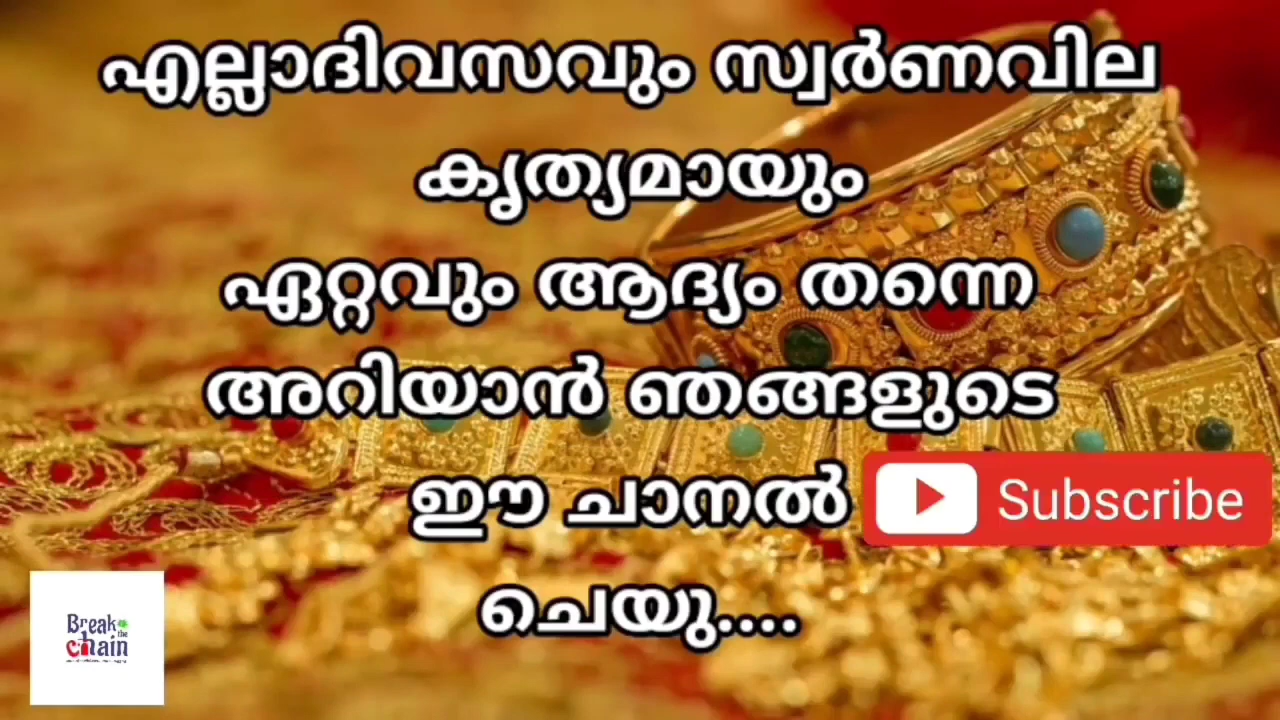 എല്ലാദിവസവും സ്വർണവില
കൃത്യമായും
ഏറ്റവും ആദ്യം തന്നെ
അറിയാൻ ഞങ്ങളുടെ
ഈ ചാനൽ Subscribe
ചെയു....
Break
the
chain